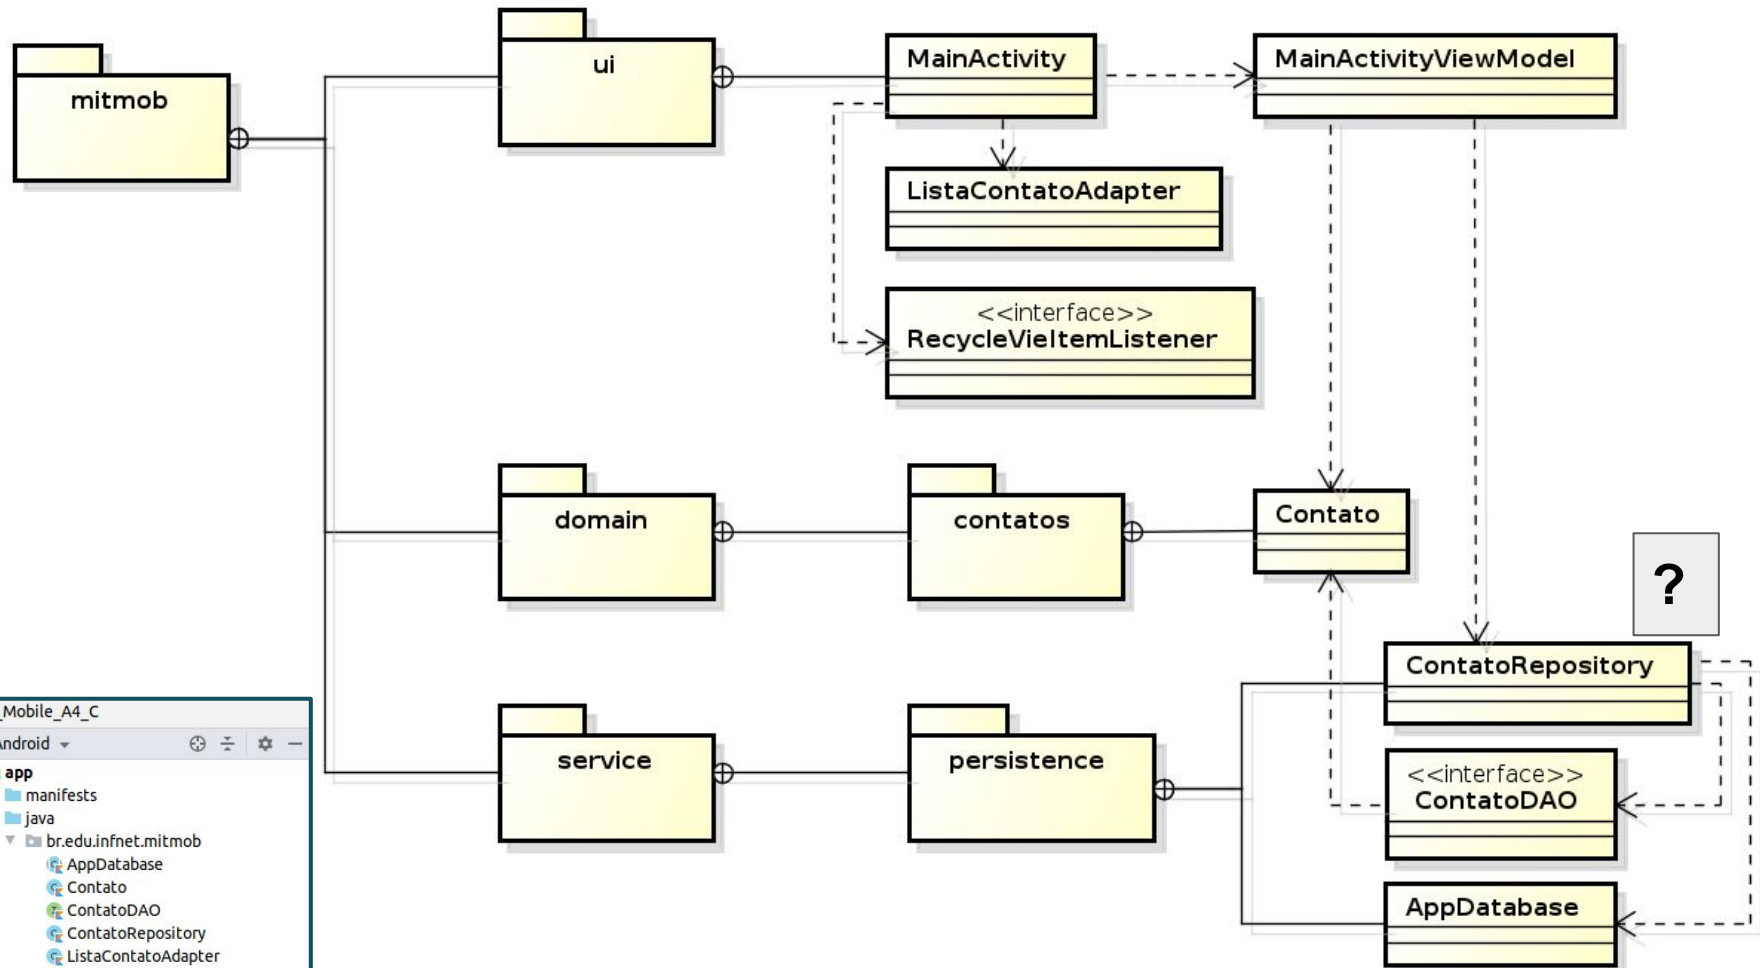 mitmob
ui
MainActivity
MainActivityViewModel
ListaContatoAdapter
<<interface>>
RecycleVieItemListener
domain
contatos
Contato
?
service
persistence
ContatoRepository
<<interface>>
ContatoDAO
AppDatabase
_Mobile_A4_C
Android
app
manifests
java
br.edu.infnet.mitmob
AppDatabase
Contato
ContatoDAO
ContatoRepository
ListaContatoAdapter